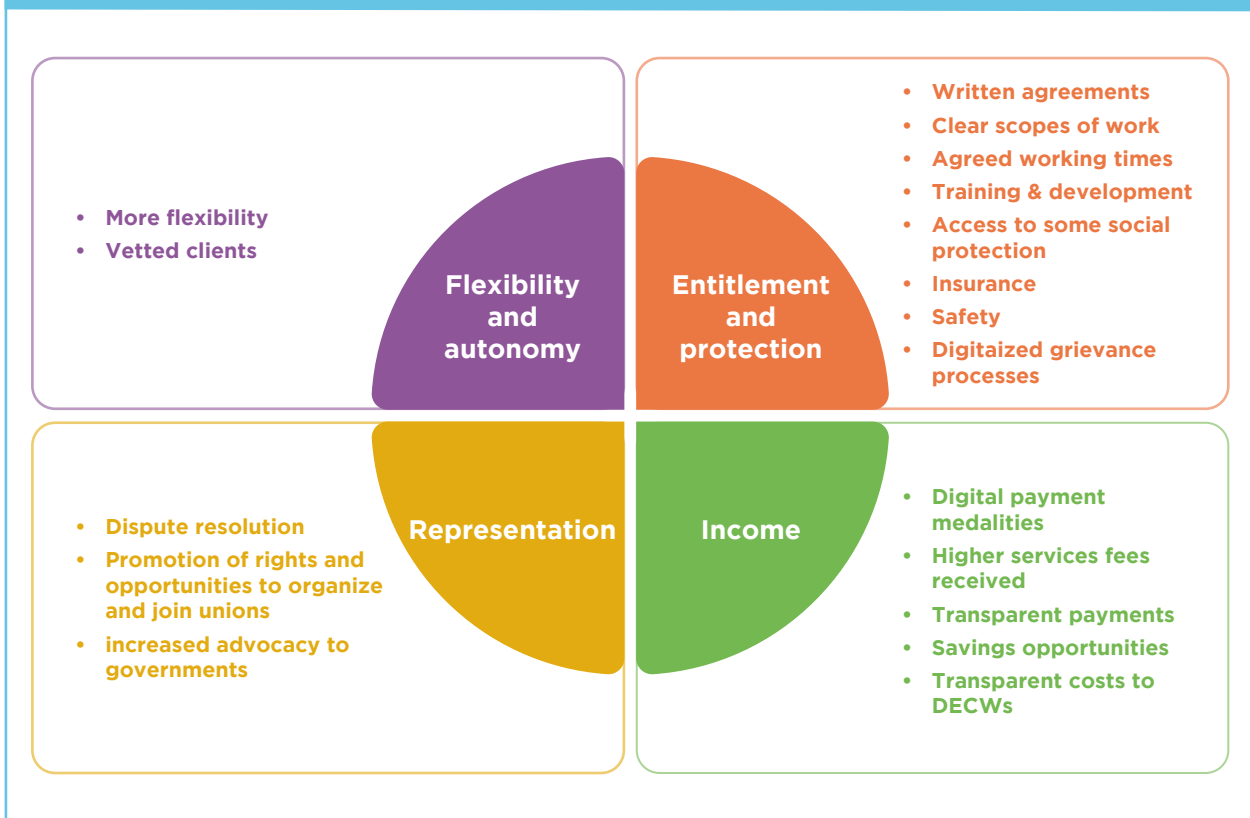 • More flexibility
• Vetted clients
Flexibility
and
autonomy
Entitlement
and
protection
• Written agreements
• Clear scopes of work
• Agreed working times
• Training & development
• Access to some social
protection
• Insurance
• Safety
• Digitaized grievance
processes
• Dispute resolution
• Promotion of rights and
opportunities to organize
and join unions
• increased advocacy to
governments
Representation
Income
• Digital payment
medalities
• Higher services fees
received
• Transparent payments
• Savings opportunities
• Transparent costs to
DECWs